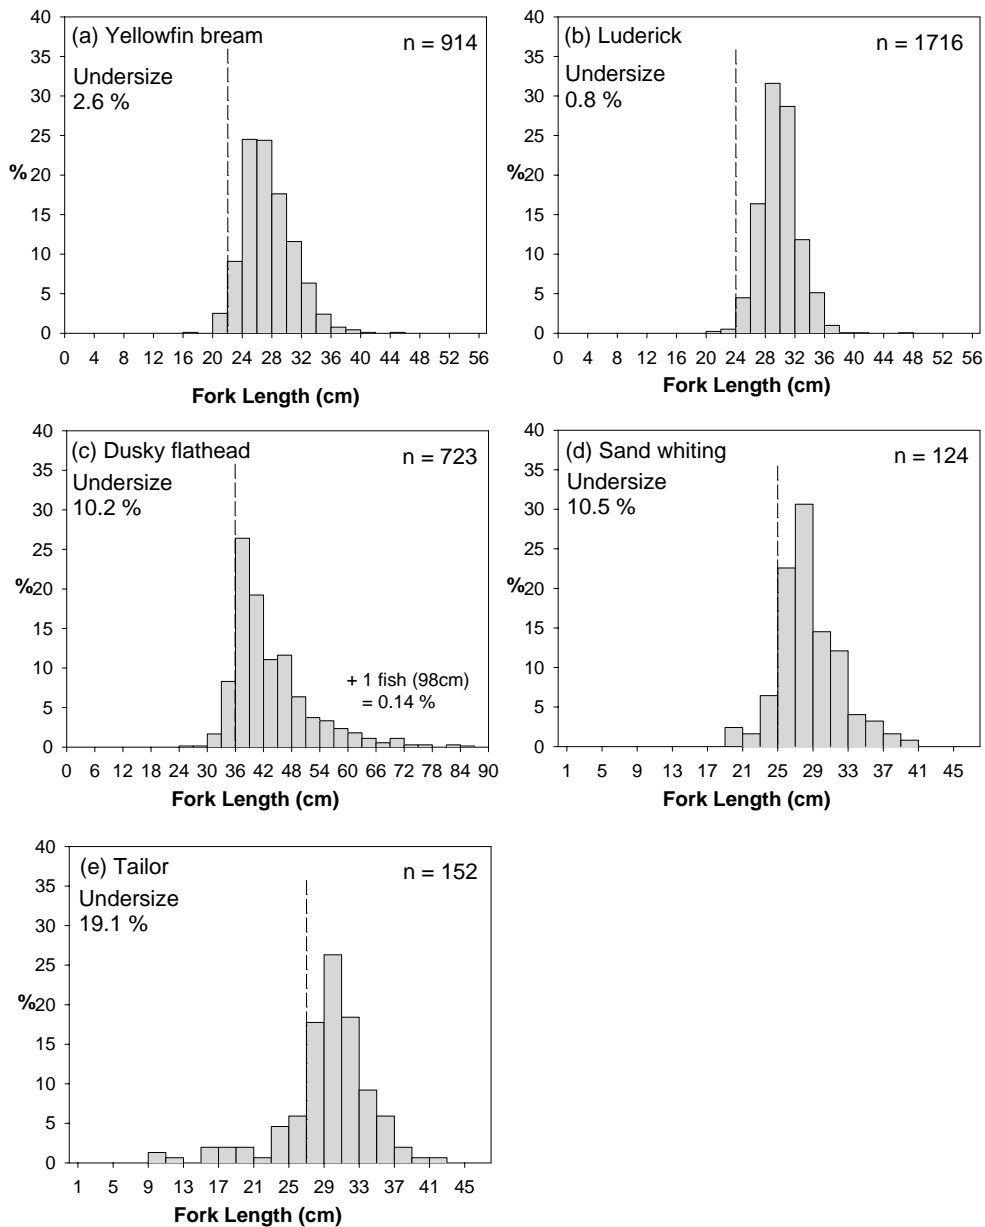 (a) Yellowfin bream
n = 914
Undersize
2.6 %
40
35
30
25
20
15
10
5
0
%
0 4 8 12 16 20 24 28 32 36 40 44 48 52 56
Fork Length (cm)
(b) Luderick
n = 1716
Undersize
0.8 %
40
35
30
25
20
15
10
5
0
%
0 4 8 12 16 20 24 28 32 36 40 44 48 52 56
Fork Length (cm)
(c) Dusky flathead
n = 723
Undersize
10.2 %
40
35
30
25
20
15
10
5
0
%
+ 1 fish (98cm)
= 0.14 %
0 6 12 18 24 30 36 42 48 54 60 66 72 78 84 90
Fork Length (cm)
(d) Sand whiting
n = 124
Undersize
10.5 %
40
35
30
25
20
15
10
5
0
%
1 5 9 13 17 21 25 29 33 37 41 45
Fork Length (cm)
(e) Tailor
n = 152
Undersize
19.1 %
40
35
30
25
20
15
10
5
0
%
1 5 9 13 17 21 25 29 33 37 41 45
Fork Length (cm)